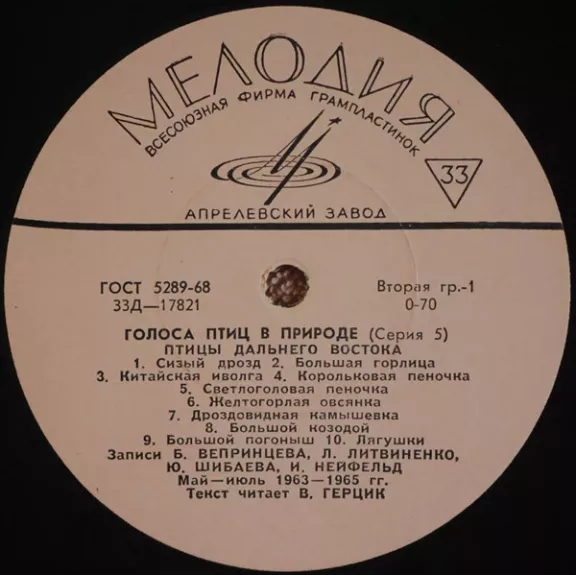 МЕЛОДИЯ
ВСЕСОЮЗНАЯ ФИРМА ГРАМПЛАСТИНОК
33
АПРЕЛЕВСКИЙ ЗАВОД
ГОСТ 5289-68 Вторая гр.-1
33Д—17821 0-70
ГОЛОСА ПТИЦ В ПРИРОДЕ (Серия 5)
ПТИЦЫ ДАЛЬНЕГО ВОСТОКА
1. Сизый дрозд 2. Большая горлица
3. Китайская иволга 4. Корольковая пеночка
5. Светлоголовая пеночка
6. Желтогорлая овсянка
7. Дроздовидная камышевка
8. Большой козодой
9. Большой погоныш 10. Лягушки
Записи Б. ВЕПРИНЦЕВА, Л. ЛИТВИНЕНКО,
Ю. ШИБАЕВА, И. НЕЙФЕЛЬД
Май—июль 1963—1965 гг.
Текст читает В. ГЕРЦИК